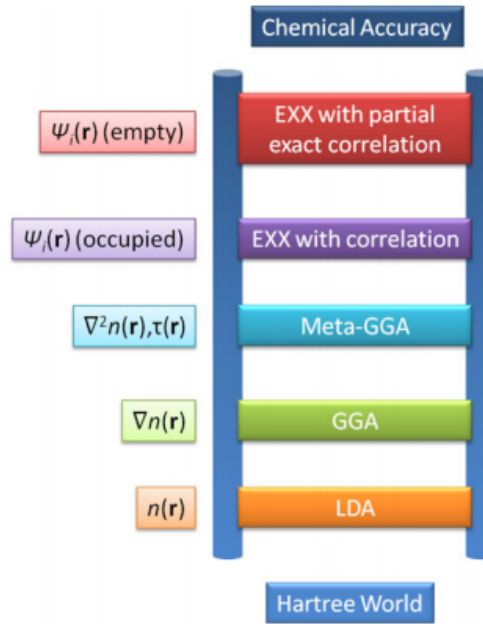 Chemical Accuracy
Ψi(r) (empty)
EXX with partial
exact correlation
Ψi(r) (occupied)
EXX with correlation
∇²n(r),τ(r)
Meta-GGA
∇n(r)
GGA
n(r)
LDA
Hartree World